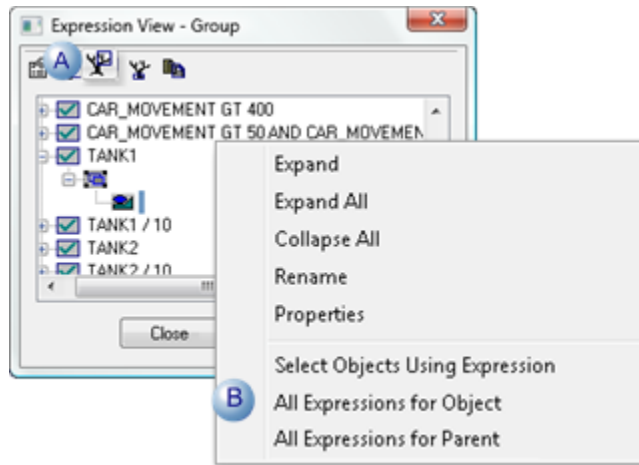 Expression View - Group
A
CAR_MOVEMENT GT 400
CAR_MOVEMENT GT 50 AND CAR_MOVEMEN
TANK1
TANK1 / 10
TANK2
TANK2 / 10
Close
Expand
Expand All
Collapse All
Rename
Properties
Select Objects Using Expression
B
All Expressions for Object
All Expressions for Parent